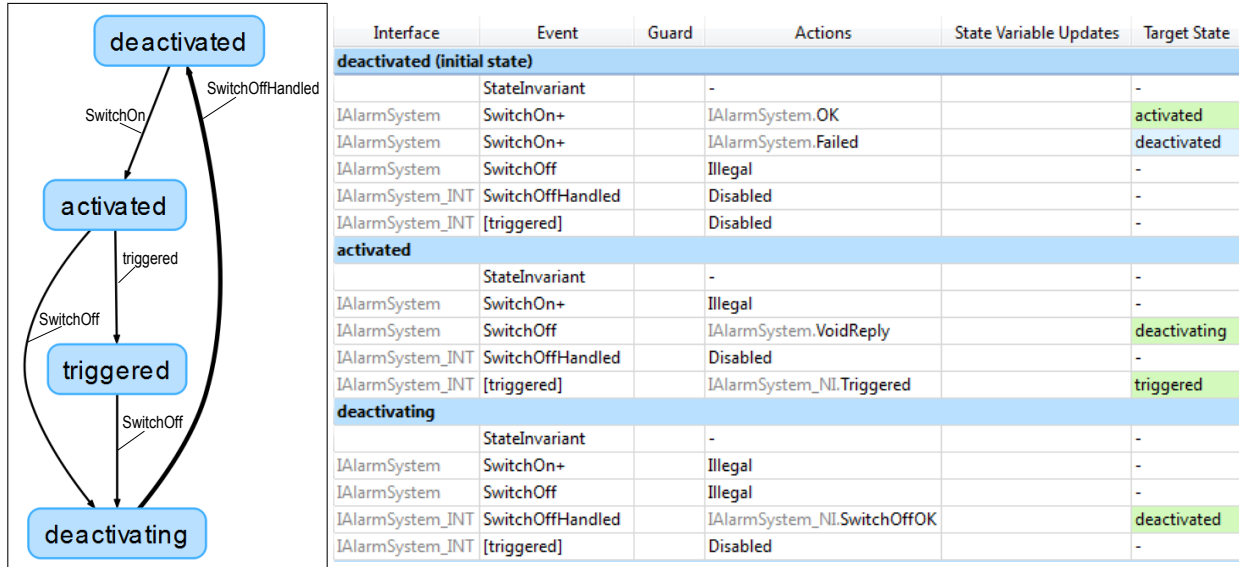 deactivated
SwitchOffHandled
SwitchOn
activated
triggered
SwitchOff
triggered
SwitchOff
deactivating
Interface Event Guard Actions State Variable Updates Target State
deactivated (initial state)
StateInvariant - -
IAlarmSystem SwitchOn+ IAlarmSystem.OK activated
IAlarmSystem SwitchOn+ IAlarmSystem.Failed deactivated
IAlarmSystem SwitchOff Illegal -
IAlarmSystem_INT SwitchOffHandled Disabled -
IAlarmSystem_INT [triggered] Disabled -
activated
StateInvariant - -
IAlarmSystem SwitchOn+ Illegal -
IAlarmSystem SwitchOff IAlarmSystem.VoidReply deactivating
IAlarmSystem_INT SwitchOffHandled Disabled -
IAlarmSystem_INT [triggered] IAlarmSystem_NI.Triggered triggered
deactivating
StateInvariant - -
IAlarmSystem SwitchOn+ Illegal -
IAlarmSystem SwitchOff Illegal -
IAlarmSystem_INT SwitchOffHandled IAlarmSystem_NI.SwitchOffOK deactivated
IAlarmSystem_INT [triggered] Disabled -